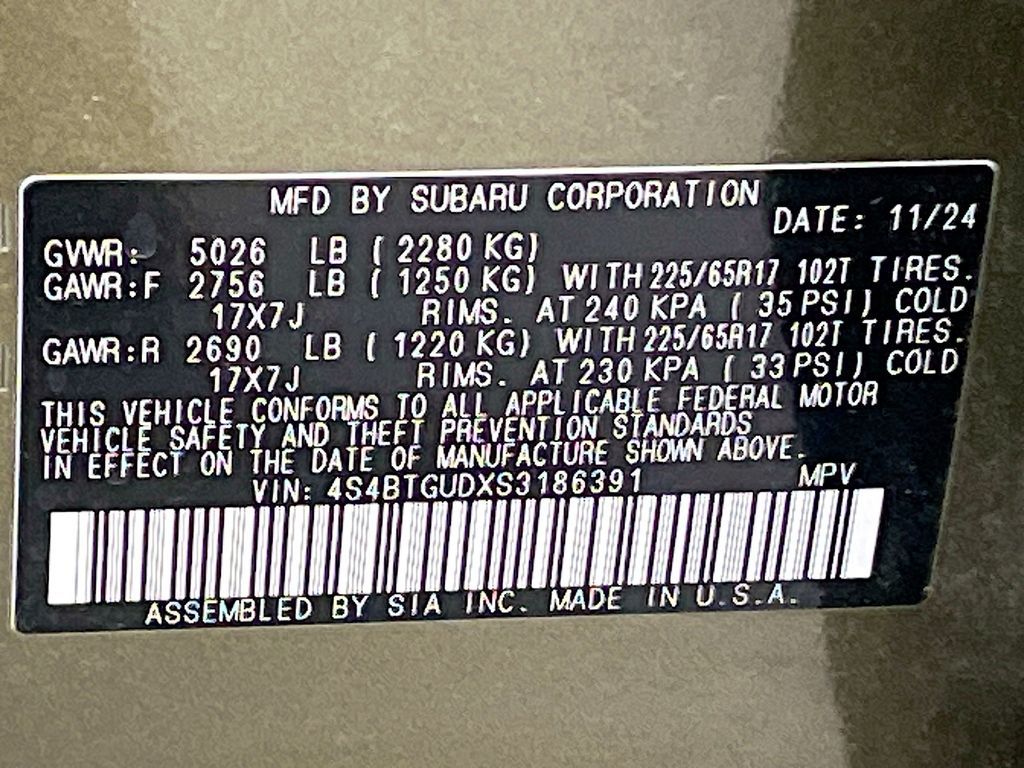 MFD BY SUBARU CORPORATION
DATE: 11/24
GVWR: 5026 LB ( 2280 KG)
GAWR:F 2756 LB ( 1250 KG) WITH 225/65R17 102T TIRES.
17X7J RIMS. AT 240 KPA ( 35 PSI) COLD
GAWR:R 2690 LB ( 1220 KG) WITH 225/65R17 102T TIRES.
17X7J RIMS. AT 230 KPA ( 33 PSI) COLD
THIS VEHICLE CONFORMS TO ALL APPLICABLE FEDERAL MOTOR
VEHICLE SAFETY AND THEFT PREVENTION STANDARDS
IN EFFECT ON THE DATE OF MANUFACTURE SHOWN ABOVE.
VIN: 4S4BTGUDXS3186391 MPV
ASSEMBLED BY SIA INC. MADE IN U.S.A.